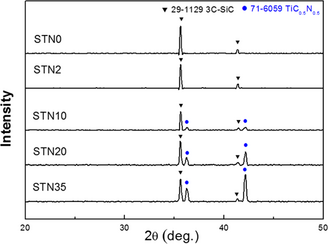 ▼ 29-1129 3C-SiC ● 71-6059 TiC0.5N0.5
STN0
STN2
STN10
STN20
STN35
Intensity
20 30 40 50
2θ (deg.)